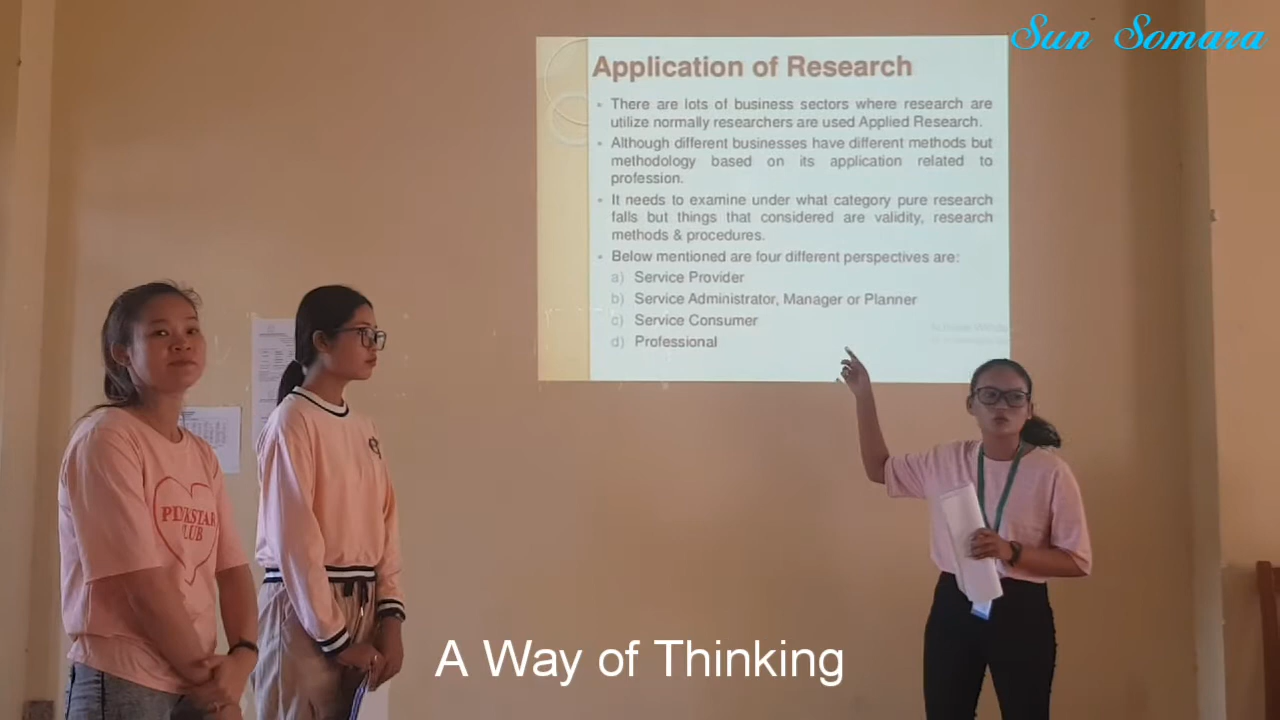 Sun Somara
Application of Research
There are lots of business sectors where research are
utilize normally researchers are used Applied Research.
Although different businesses have different methods but
methodology based on its application related to
profession.
It needs to examine under what category pure research
falls but things that considered are validity, research
methods & procedures.
Below mentioned are four different perspectives are:
a) Service Provider
b) Service Administrator, Manager or Planner
c) Service Consumer
d) Professional
CLUB
A Way of Thinking